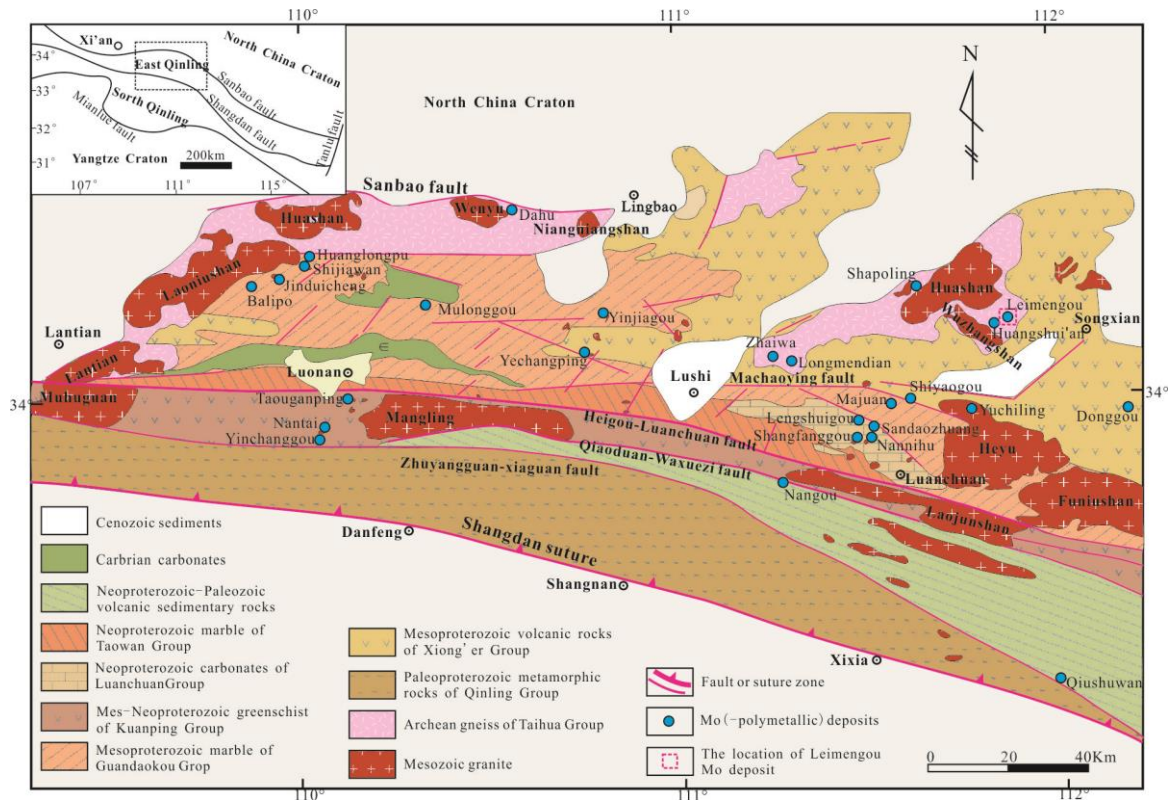 110°
111°
112°
Xi'an
North China Craton
34°
East Qinling
33°
Sanbao fault
Sorth Qinling
Shangdan fault
Mianlue fault
32°
Tanlu fault
31°
Yangtze Craton
200km
107°
111°
115°
N
North China Craton
Sanbao fault
Huashan
Wenyu
Dahu
Lingbao
Nianguiangshan
Huanglongpu
Shijiawan
Laoniushan
Jinduicheng
Balipo
Mulonggou
Yinjiagou
Shapoling
Huashan
Leimengou
Wuzhangshan
Huangshui'an
Songxian
Lantian
Lantian
∈
Yechangping
Zhaiwa
Longmendian
Luonan
Lushi
Machaoying fault
Shiyaogou
34°
34°
Muhuguan
Taouganping
Mangling
Majuan
Yuchiling
Donggou
Nantai
Heigou-Luanchuan fault
Lengshuigou
Sandaozhuang
Yinchanggou
Shangfanggou
Nannihu
Heyu
Qiaoduan-Waxuezi fault
Zhuyangguan-xiaguan fault
Luanchuan
Nangou
Funiushan
Laojunshan
Shangdan suture
Danfeng
Shangnan
Xixia
Qiushuwan
Cenozoic sediments
Carbrian carbonates
Neoproterozoic-Paleozoic
volcanic sedimentary rocks
Neoproterozoic marble of
Taowan Group
Neoproterozoic carbonates of
LuanchuanGroup
Mes-Neoproterozoic greenschist
of Kuanping Group
Mesoproterozoic marble of
Guandaokou Grop
Mesoproterozoic volcanic rocks
of Xiong'er Group
Paleoproterozoic metamorphic
rocks of Qinling Group
Archean gneiss of Taihua Group
Mesozoic granite
Fault or suture zone
Mo(-polymetallic) deposits
The location of Leimengou
Mo deposit
0 20 40Km
110°
111°
112°